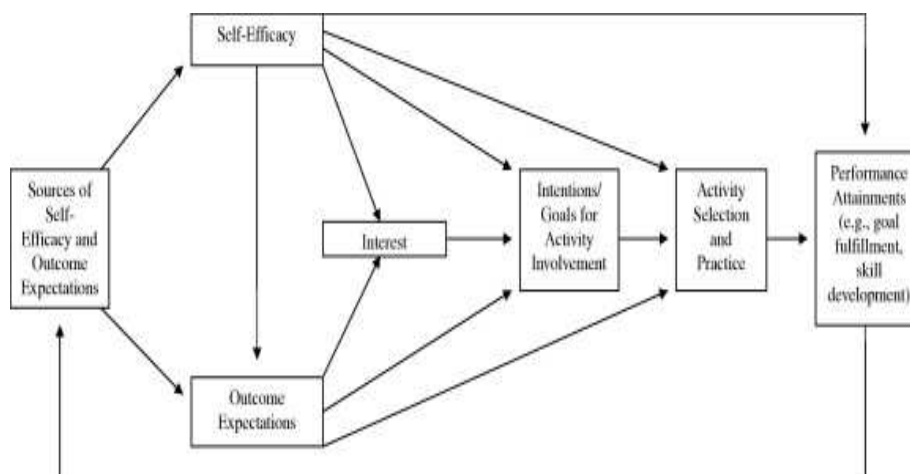 Self-Efficacy
Sources of
Self-
Efficacy and
Outcome
Expectations
Interest
Intentions/
Goals for
Activity
Involvement
Activity
Selection
and
Practice
Performance
Attainments
(e.g., goal
fulfillment,
skill
development)
Outcome
Expectations